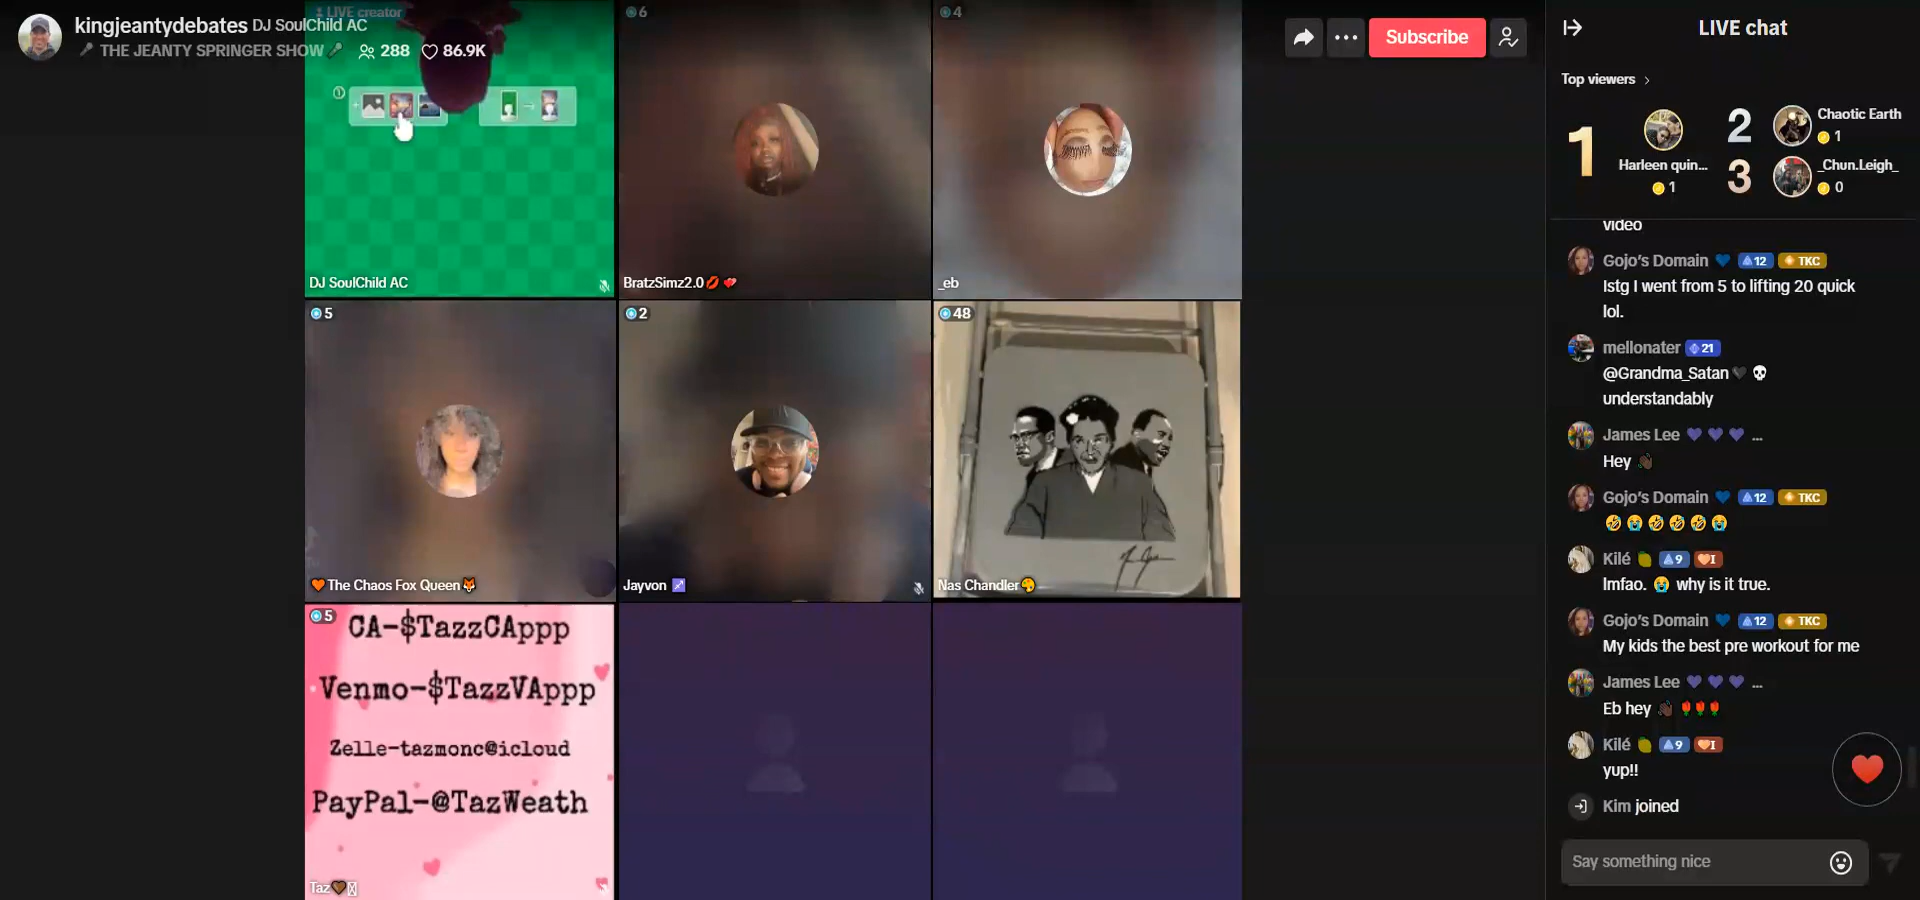 kingjeantydebates DJ SoulChild AC
THE JEANTY SPRINGER SHOW
288
86.9K
LIVE creator
Subscribe
DJ SoulChild AC
6
BratzSimz2.0
4
_eb
5
The Chaos Fox Queen
2
Jayvon
48
Nas Chandler
5
CA-$TazzCAppp
Venmo-$TazzVAppp
Zelle-tazmonc@icloud
PayPal-@TazWeath
Taz
LIVE chat
Top viewers
1
Harleen quin...
1
2
Chaotic Earth
1
3
_Chun.Leigh_
0
video
Gojo's Domain 💙 12 TKC
Istg I went from 5 to lifting 20 quick
lol.
mellonater 21
@Grandma_Satan🖤 💀
understandably
James Lee 💜 💜 💜 ...
Hey 👋🏿
Gojo's Domain 💙 12 TKC
🤣😭🤣🤣🤣😭
Kilé 🍋 9 I
lmfao. 😭 why is it true.
Gojo's Domain 💙 12 TKC
My kids the best pre workout for me
James Lee 💜 💜 💜 ...
Eb hey 👋🏿 🌹🌹🌹
Kilé 🍋 9 I
yup!!
Kim joined
Say something nice